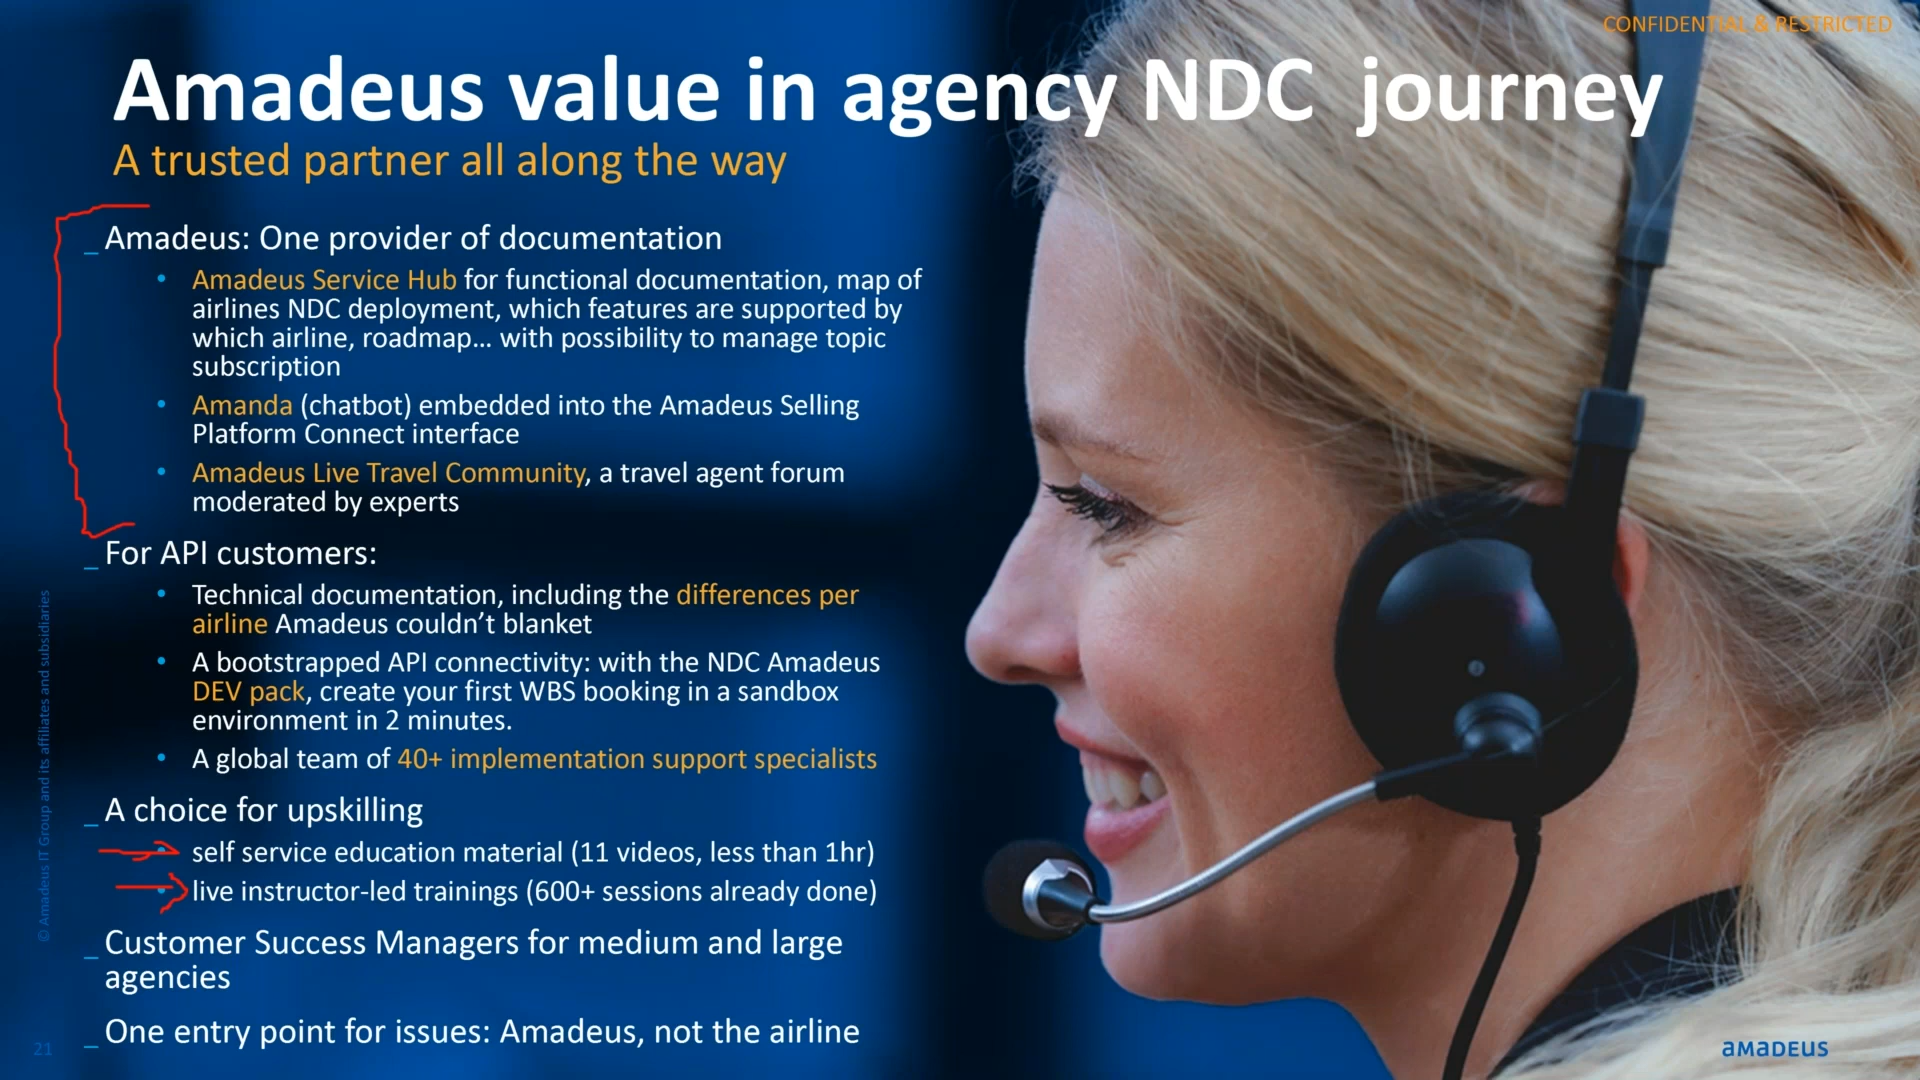 CONFIDENTIAL & RESTRICTED
Amadeus value in agency NDC journey
A trusted partner all along the way
_ Amadeus: One provider of documentation
• Amadeus Service Hub for functional documentation, map of
airlines NDC deployment, which features are supported by
which airline, roadmap... with possibility to manage topic
subscription
• Amanda (chatbot) embedded into the Amadeus Selling
Platform Connect interface
• Amadeus Live Travel Community, a travel agent forum
moderated by experts
_ For API customers:
• Technical documentation, including the differences per
airline Amadeus couldn’t blanket
• A bootstrapped API connectivity: with the NDC Amadeus
DEV pack, create your first WBS booking in a sandbox
environment in 2 minutes.
• A global team of 40+ implementation support specialists
_ A choice for upskilling
• self service education material (11 videos, less than 1hr)
• live instructor-led trainings (600+ sessions already done)
_ Customer Success Managers for medium and large
agencies
_ One entry point for issues: Amadeus, not the airline
© Amadeus IT Group and its affiliates and subsidiaries
21
amadeus